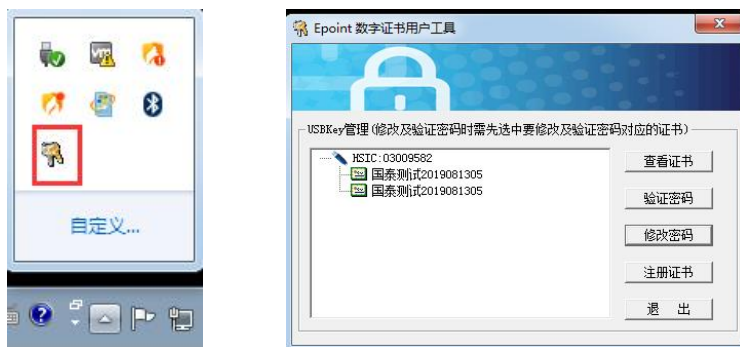 自定义...
Epoint 数字证书用户工具
USBKey管理(修改及验证密码时需先选中要修改及验证密码对应的证书)
HSIC:03009582
国泰测试2019081305
国泰测试2019081305
查看证书
验证密码
修改密码
注册证书
退 出